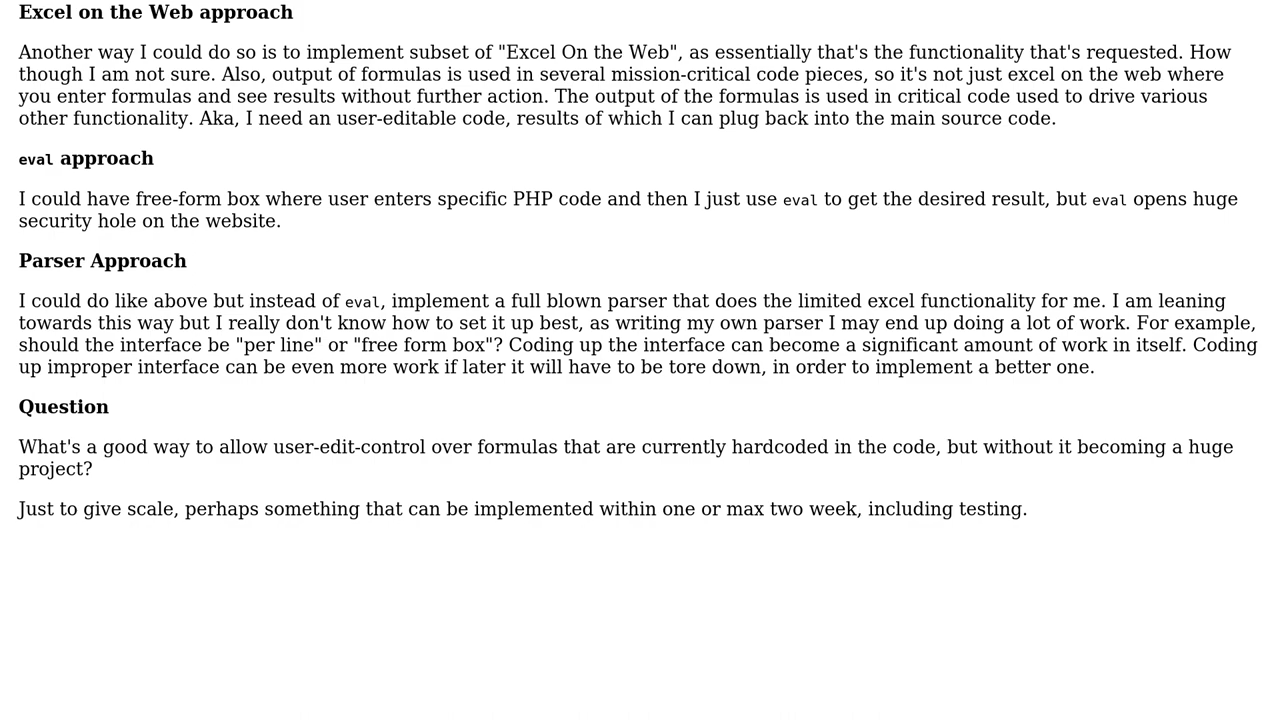 Excel on the Web approach
Another way I could do so is to implement subset of "Excel On the Web", as essentially that's the functionality that's requested. How
though I am not sure. Also, output of formulas is used in several mission-critical code pieces, so it's not just excel on the web where
you enter formulas and see results without further action. The output of the formulas is used in critical code used to drive various
other functionality. Aka, I need an user-editable code, results of which I can plug back into the main source code.
eval approach
I could have free-form box where user enters specific PHP code and then I just use eval to get the desired result, but eval opens huge
security hole on the website.
Parser Approach
I could do like above but instead of eval, implement a full blown parser that does the limited excel functionality for me. I am leaning
towards this way but I really don't know how to set it up best, as writing my own parser I may end up doing a lot of work. For example,
should the interface be "per line" or "free form box"? Coding up the interface can become a significant amount of work in itself. Coding
up improper interface can be even more work if later it will have to be tore down, in order to implement a better one.
Question
What's a good way to allow user-edit-control over formulas that are currently hardcoded in the code, but without it becoming a huge
project?
Just to give scale, perhaps something that can be implemented within one or max two week, including testing.